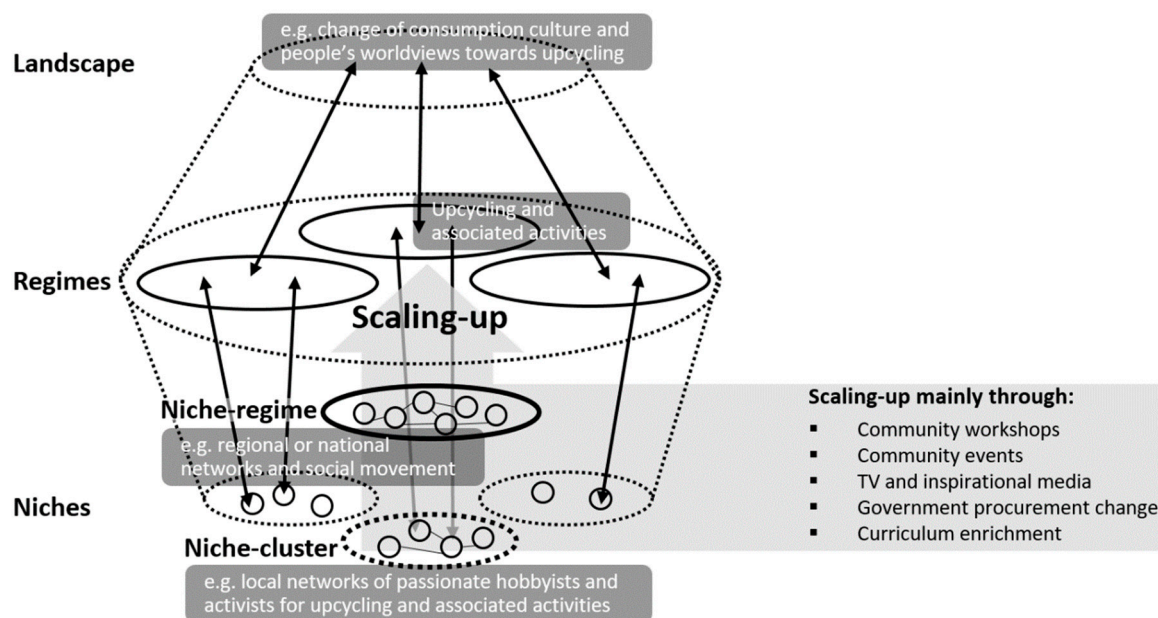 e.g. change of consumption culture and
people's worldviews towards upcycling
Landscape
Upcycling and
associated activities
Regimes
Scaling-up
Niche-regime
e.g. regional or national
networks and social movement
Niches
Niche-cluster
e.g. local networks of passionate hobbyists and
activists for upcycling and associated activities
Scaling-up mainly through:
▪ Community workshops
▪ Community events
▪ TV and inspirational media
▪ Government procurement change
▪ Curriculum enrichment